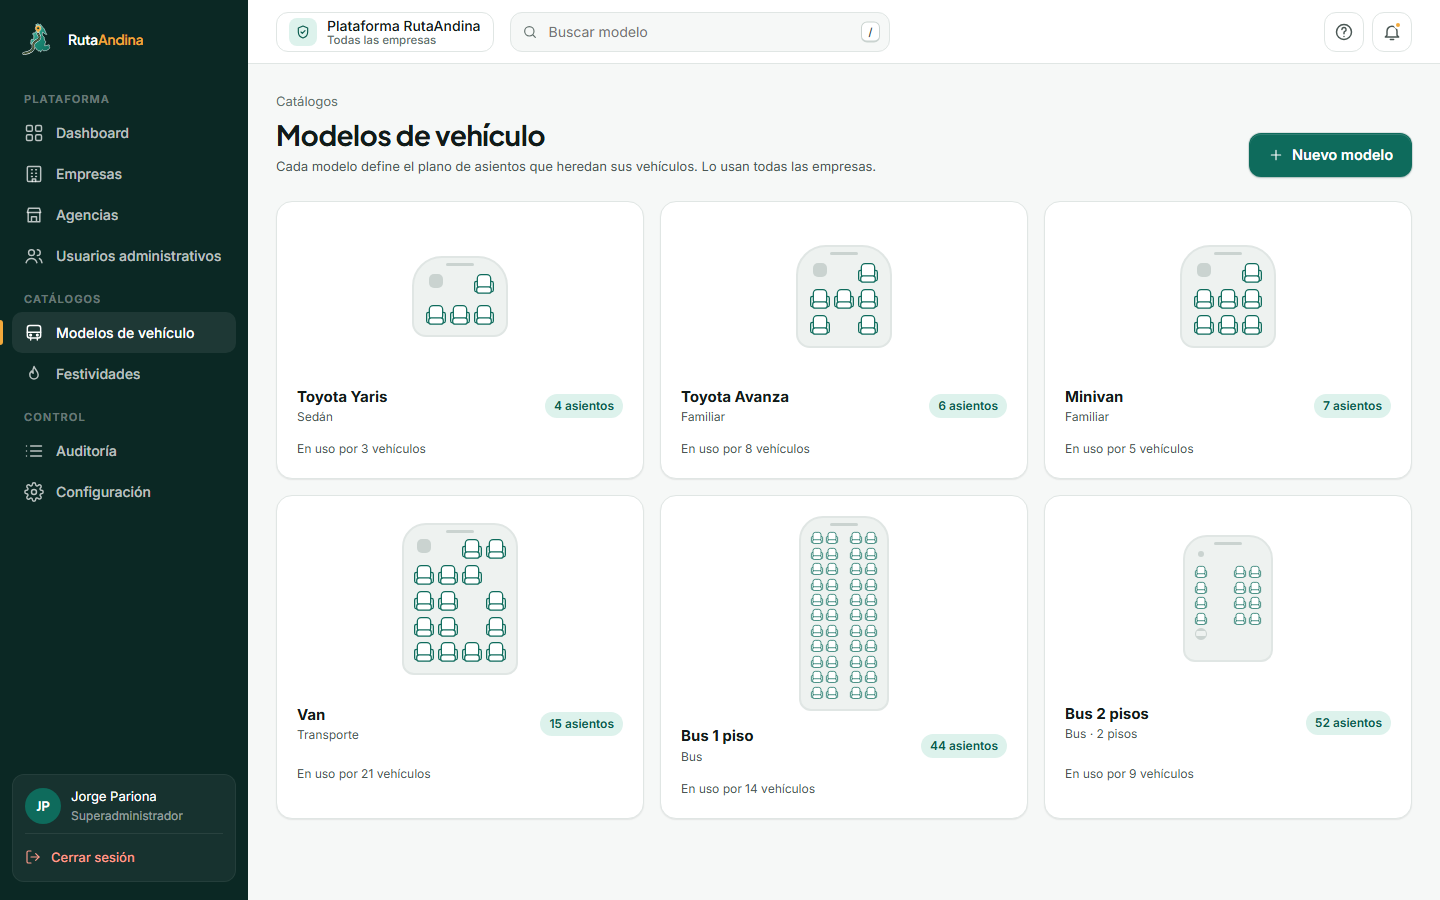 RutaAndina
PLATAFORMA
Dashboard
Empresas
Agencias
Usuarios administrativos
CATÁLOGOS
Modelos de vehículo
Festividades
CONTROL
Auditoría
Configuración
JP
Jorge Pariona
Superadministrador
Cerrar sesión
Plataforma RutaAndina
Todas las empresas
Buscar modelo
/
Catálogos
Modelos de vehículo
Cada modelo define el plano de asientos que heredan sus vehículos. Lo usan todas las empresas.
Nuevo modelo
Toyota Yaris
Sedán
4 asientos
En uso por 3 vehículos
Toyota Avanza
Familiar
6 asientos
En uso por 8 vehículos
Minivan
Familiar
7 asientos
En uso por 5 vehículos
Van
Transporte
15 asientos
En uso por 21 vehículos
Bus 1 piso
Bus
44 asientos
En uso por 14 vehículos
Bus 2 pisos
Bus · 2 pisos
52 asientos
En uso por 9 vehículos